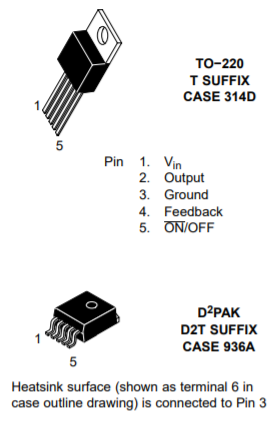 TO−220
T SUFFIX
CASE 314D
1
5
Pin 1. Vin
2. Output
3. Ground
4. Feedback
5. O̅N̅/OFF
D²PAK
D2T SUFFIX
CASE 936A
1
5
Heatsink surface (shown as terminal 6 in
case outline drawing) is connected to Pin 3